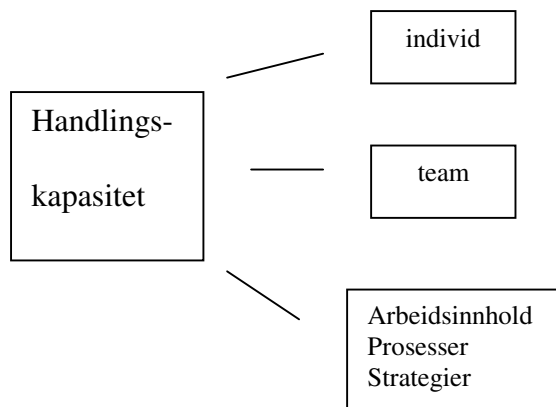 individ
Handlings-
kapasitet
team
Arbeidsinnhold
Prosesser
Strategier